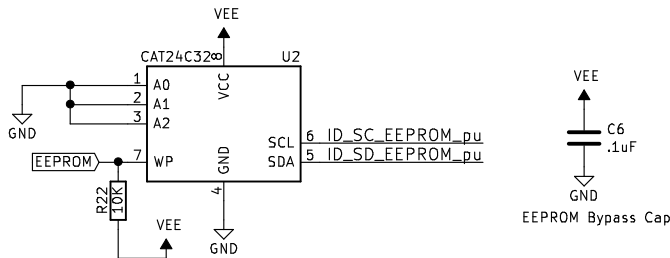 VEE
CAT24C32 8 U2
VCC
1 A0
2 A1
3 A2
GND
SCL 6 ID_SC_EEPROM_pu
SDA 5 ID_SD_EEPROM_pu
EEPROM 7 WP
GND
4
R22 10K
VEE
GND
VEE
C6
.1uF
GND
EEPROM Bypass Cap